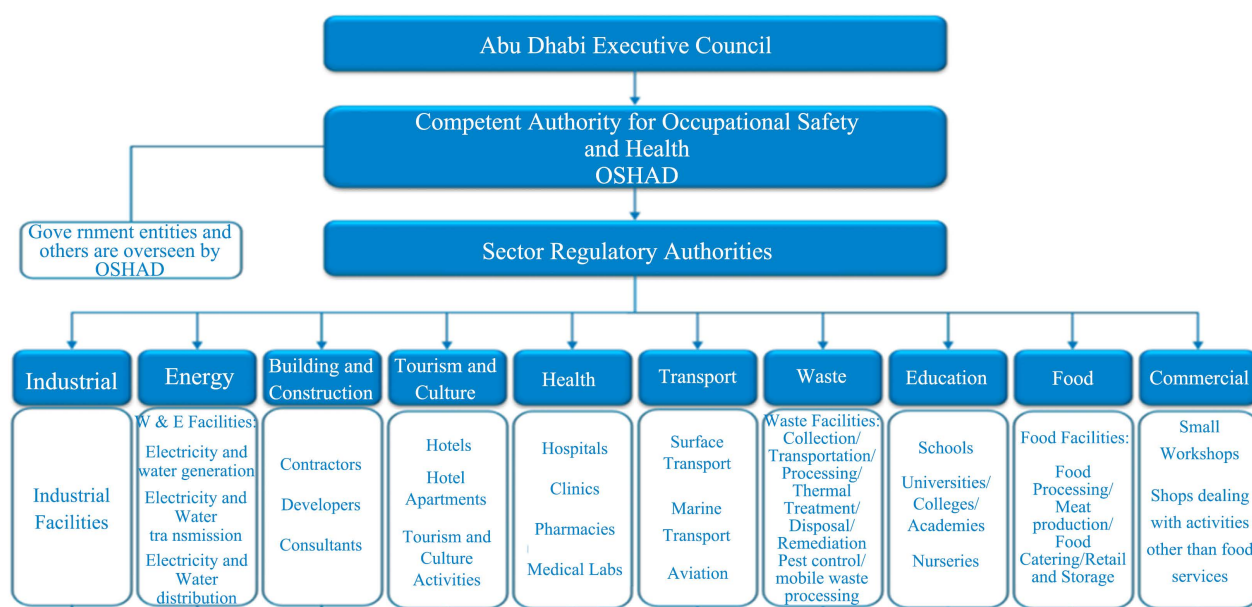 Abu Dhabi Executive Council
Competent Authority for Occupational Safety
and Health
OSHAD
Gove rnment entities and
others are overseen by
OSHAD
Sector Regulatory Authorities
Industrial
Industrial
Facilities
Energy
W & E Facilities:
Electricity and
water generation
Electricity and
Water
tra nsmission
Electricity and
Water
distribution
Building and
Construction
Contractors
Developers
Consultants
Tourism and
Culture
Hotels
Hotel
Apartments
Tourism and
Culture
Activities
Health
Hospitals
Clinics
Pharmacies
Medical Labs
Transport
Surface
Transport
Marine
Transport
Aviation
Waste
Waste Facilities:
Collection/
Transportation/
Processing/
Thermal
Treatment/
Disposal/
Remediation
Pest control/
mobile waste
processing
Education
Schools
Universities/
Colleges/
Academies
Nurseries
Food
Food Facilities:
Food
Processing/
Meat
production/
Food
Catering/Retail
and Storage
Commercial
Small
Workshops
Shops dealing
with activities
other than food
services